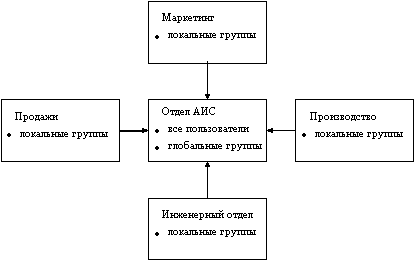 Маркетинг
• локальные группы
Продажи
• локальные группы
Отдел АИС
• все пользователи
• глобальные группы
Производство
• локальные группы
Инженерный отдел
• локальные группы